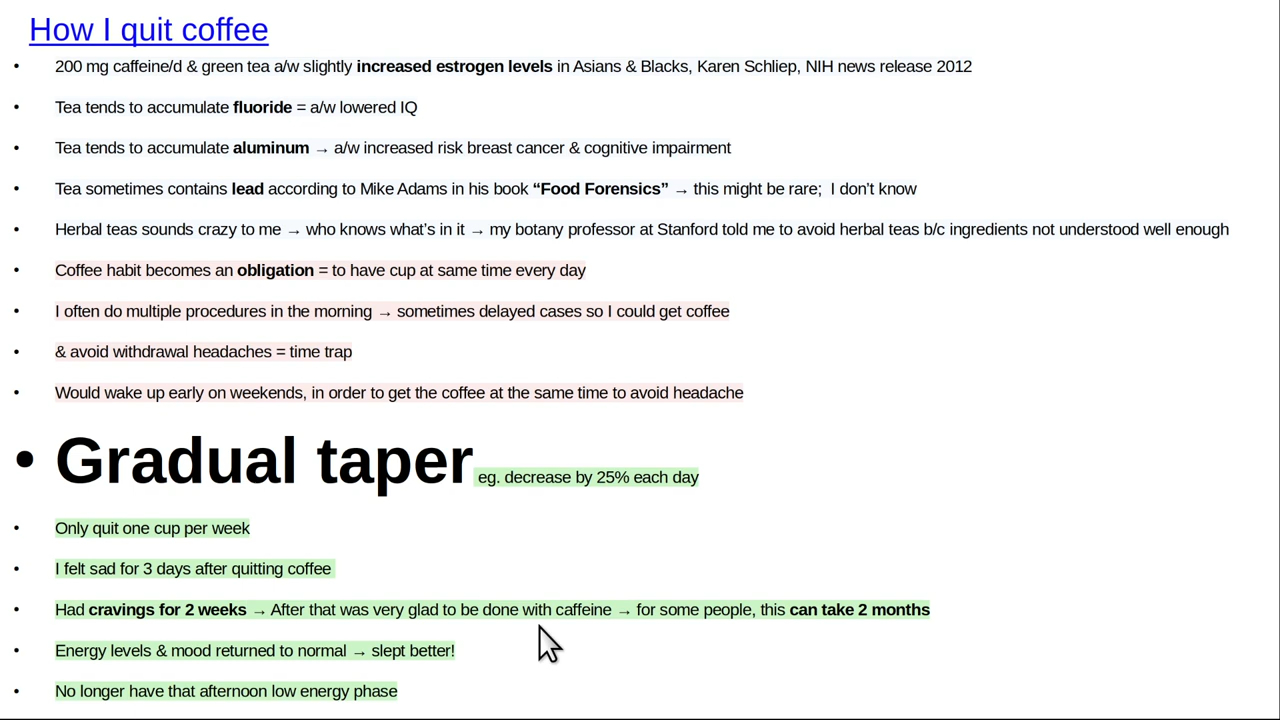 How I quit coffee
• 200 mg caffeine/d & green tea a/w slightly increased estrogen levels in Asians & Blacks, Karen Schliep, NIH news release 2012
• Tea tends to accumulate fluoride = a/w lowered IQ
• Tea tends to accumulate aluminum → a/w increased risk breast cancer & cognitive impairment
• Tea sometimes contains lead according to Mike Adams in his book “Food Forensics” → this might be rare; I don’t know
• Herbal teas sounds crazy to me → who knows what’s in it → my botany professor at Stanford told me to avoid herbal teas b/c ingredients not understood well enough
• Coffee habit becomes an obligation = to have cup at same time every day
• I often do multiple procedures in the morning → sometimes delayed cases so I could get coffee
• & avoid withdrawal headaches = time trap
• Would wake up early on weekends, in order to get the coffee at the same time to avoid headache
• Gradual taper eg. decrease by 25% each day
• Only quit one cup per week
• I felt sad for 3 days after quitting coffee
• Had cravings for 2 weeks → After that was very glad to be done with caffeine → for some people, this can take 2 months
• Energy levels & mood returned to normal → slept better!
• No longer have that afternoon low energy phase